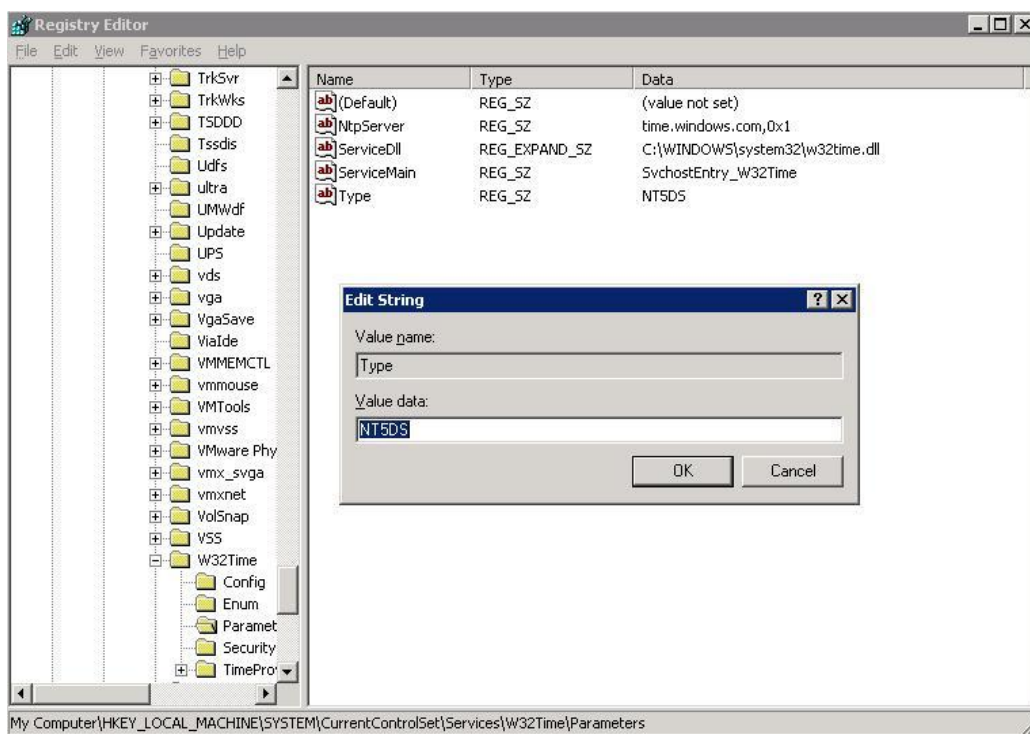 Registry Editor
File Edit View Favorites Help
TrkSvr
TrkWks
TSDDD
Tssdis
Udfs
ultra
UMWdf
Update
UPS
vds
vga
VgaSave
ViaIde
VMMEMCTL
vmmouse
VMTools
vmvss
VMware Phy
vmx_svga
vmxnet
VolSnap
VSS
W32Time
Config
Enum
Paramet
Security
TimePro
Name Type Data
(Default) REG_SZ (value not set)
NtpServer REG_SZ time.windows.com,0x1
ServiceDll REG_EXPAND_SZ C:\WINDOWS\system32\w32time.dll
ServiceMain REG_SZ SvchostEntry_W32Time
Type REG_SZ NT5DS
Edit String
Value name:
Type
Value data:
NT5DS
OK Cancel
My Computer\HKEY_LOCAL_MACHINE\SYSTEM\CurrentControlSet\Services\W32Time\Parameters